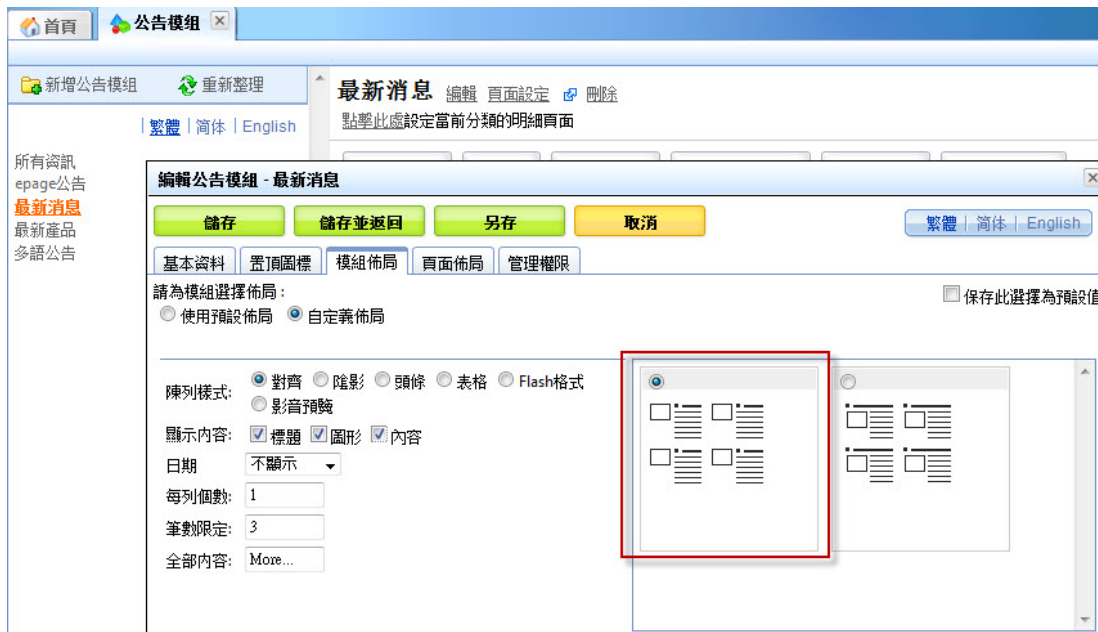 首頁 公告模組
新增公告模組 重新整理
繁體 | 简体 | English
所有資訊
epage公告
最新消息
最新產品
多語公告
最新消息 編輯 頁面設定 刪除
點擊此處設定當前分類的明細頁面
編輯公告模組 - 最新消息
儲存 儲存並返回 另存 取消 繁體 | 简体 | English
基本資料 置頂圖標 模組佈局 頁面佈局 管理權限
請為模組選擇佈局：
保存此選擇為預設值
使用預設佈局 自定義佈局
陳列樣式: 對齊 陰影 頭條 表格 Flash格式
影音預覽
顯示內容: 標題 圖形 內容
日期 不顯示
每列個數: 1
筆數限定: 3
全部內容: More...